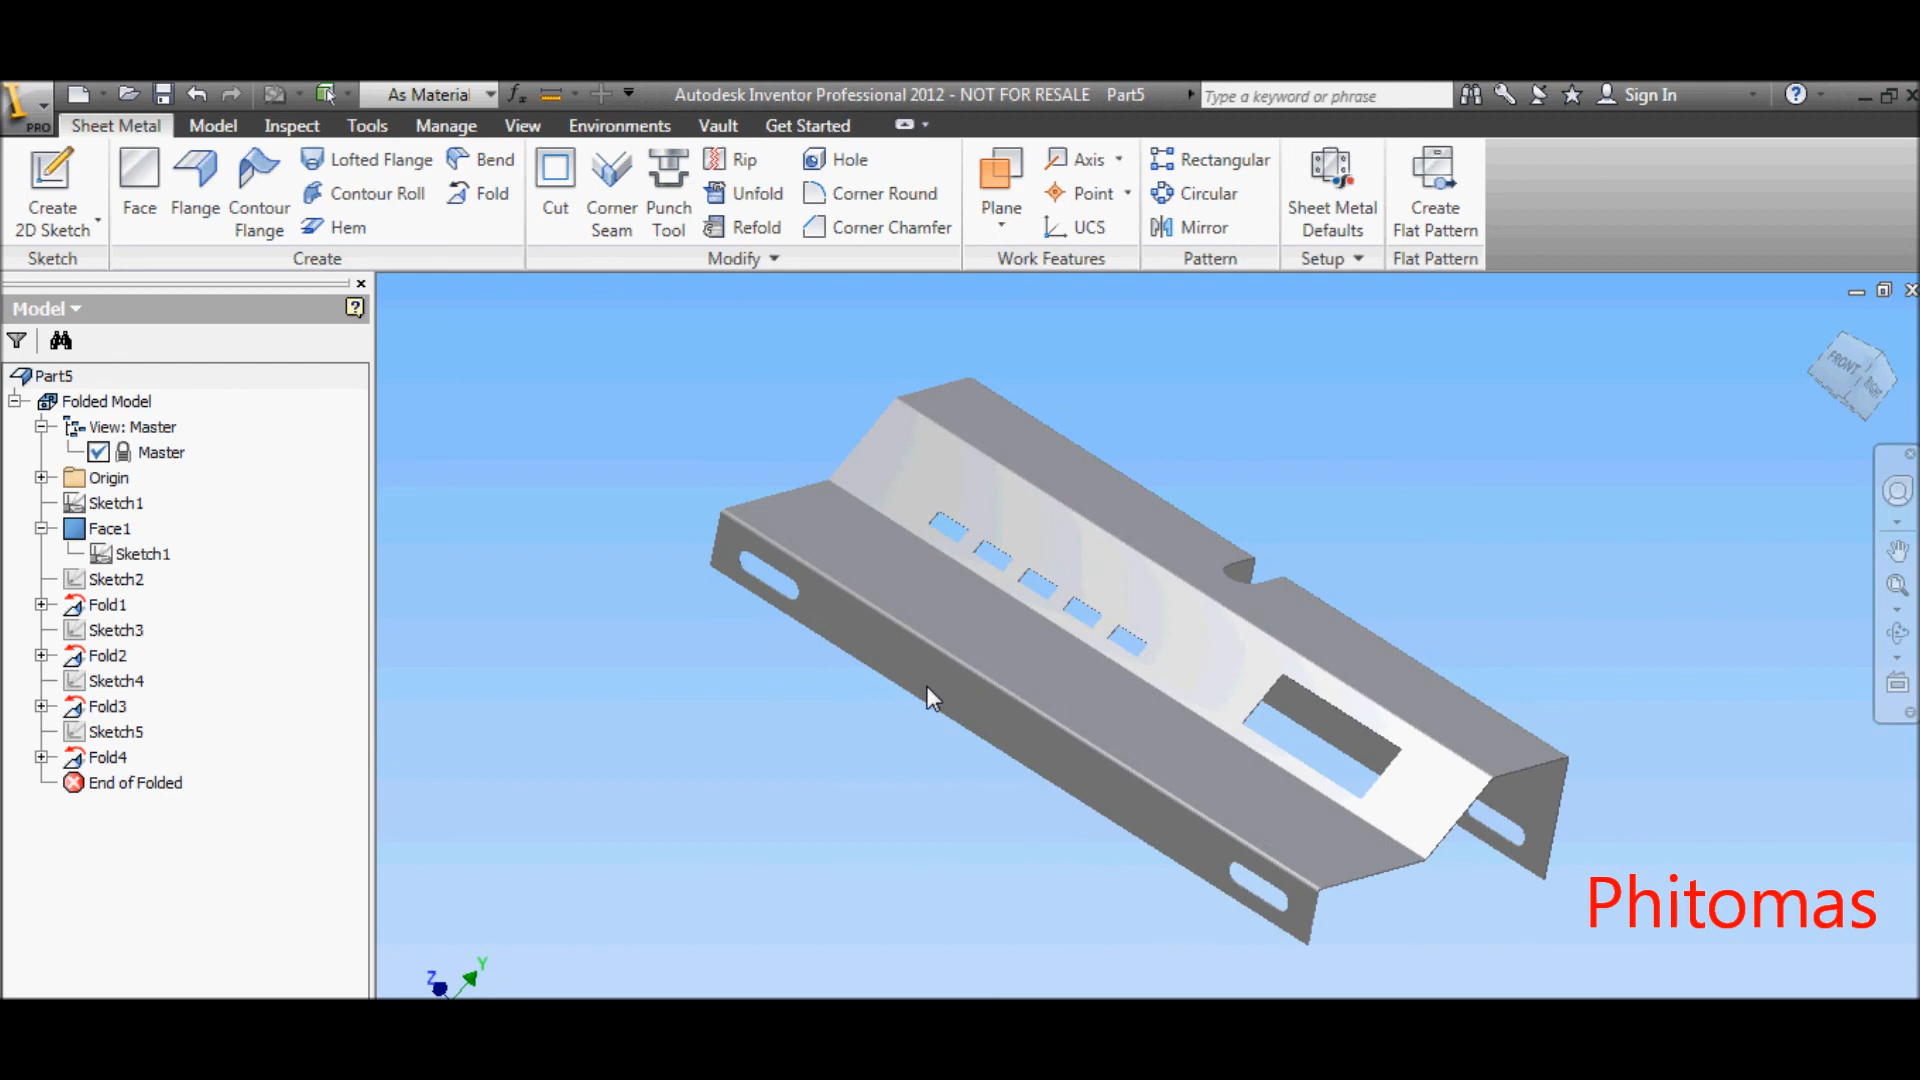 As Material
Autodesk Inventor Professional 2012 - NOT FOR RESALE Part5
Type a keyword or phrase
Sign In
PRO
Sheet Metal Model Inspect Tools Manage View Environments Vault Get Started
Create 2D Sketch
Sketch
Face
Flange
Contour Flange
Lofted Flange
Contour Roll
Hem
Bend
Fold
Create
Cut
Corner Seam
Punch Tool
Rip
Unfold
Refold
Hole
Corner Round
Corner Chamfer
Modify
Plane
Axis
Point
UCS
Work Features
Rectangular
Circular
Mirror
Pattern
Sheet Metal Defaults
Setup
Create Flat Pattern
Flat Pattern
Model
Part5
Folded Model
View: Master
Master
Origin
Sketch1
Face1
Sketch1
Sketch2
Fold1
Sketch3
Fold2
Sketch4
Fold3
Sketch5
Fold4
End of Folded
FRONT
Phitomas
Z
Y